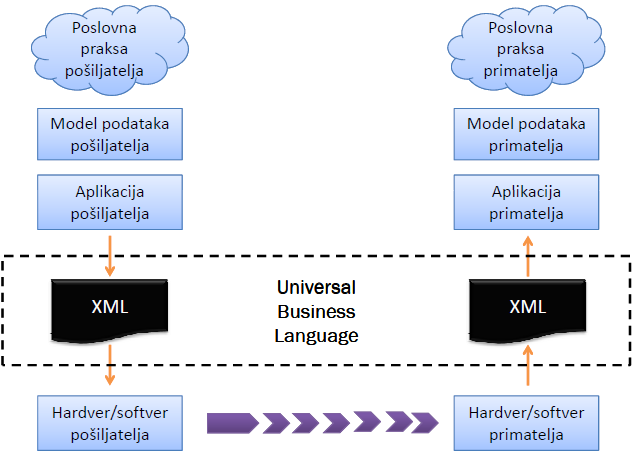 Poslovna
praksa
pošiljatelja
Poslovna
praksa
primatelja
Model podataka
pošiljatelja
Model podataka
primatelja
Aplikacija
pošiljatelja
Aplikacija
primatelja
XML
Universal
Business
Language
XML
Hardver/softver
pošiljatelja
Hardver/softver
primatelja